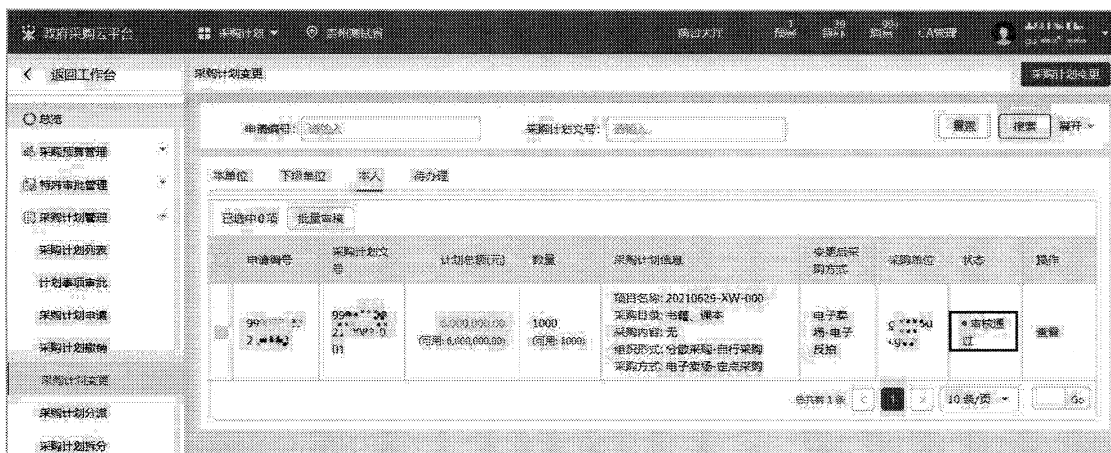 政府采购云平台
采购计划
贵州测试省
CA管理
返回工作台
采购计划变更
采购计划变更
总览
申请编号：请输入
采购计划文号：请输入
重置
搜索
展开
采购预算管理
特殊审批管理
本单位
下级单位
本人
待办理
采购计划管理
已选中0项
批量审核
采购计划列表
计划事项审批
采购计划申请
采购计划撤销
采购计划变更
采购计划分派
采购计划拆分
申请编号
采购计划文号
计划总额(元)
数量
采购计划信息
变更后采购方式
采购单位
状态
操作
6,000,000.00
(可用: 6,000,000.00)
1000
(可用: 1000)
项目名称: 20210629-XW-000
采购目录: 书籍、课本
采购内容: 无
组织形式: 分散采购-自行采购
采购方式: 电子卖场-定点采购
电子卖场-电子反拍
审核通过
查看
总共有 1 条
1
10 条/页
Go